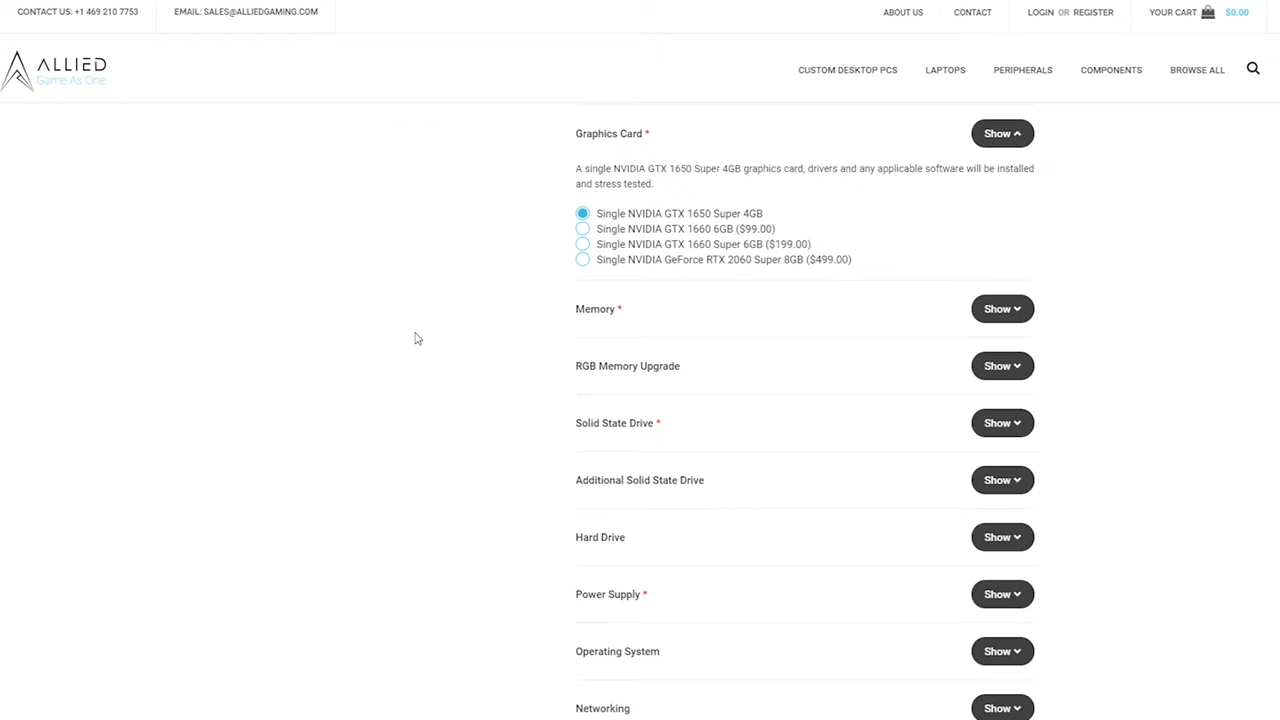 CONTACT US: +1 469 210 7753
EMAIL: SALES@ALLIEDGAMING.COM
ABOUT US
CONTACT
LOGIN OR REGISTER
YOUR CART $0.00
ALLIED
Game As One.
CUSTOM DESKTOP PCS
LAPTOPS
PERIPHERALS
COMPONENTS
BROWSE ALL
Graphics Card *
Show
A single NVIDIA GTX 1650 Super 4GB graphics card, drivers and any applicable software will be installed
and stress tested.
Single NVIDIA GTX 1650 Super 4GB
Single NVIDIA GTX 1660 6GB ($99.00)
Single NVIDIA GTX 1660 Super 6GB ($199.00)
Single NVIDIA GeForce RTX 2060 Super 8GB ($499.00)
Memory *
Show
RGB Memory Upgrade
Show
Solid State Drive *
Show
Additional Solid State Drive
Show
Hard Drive
Show
Power Supply *
Show
Operating System
Show
Networking
Show